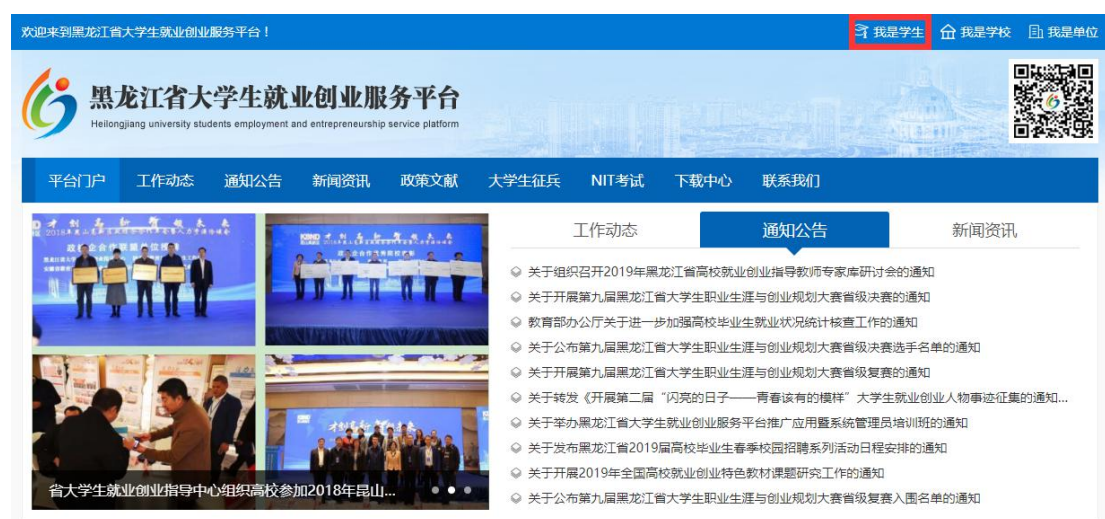 欢迎来到黑龙江省大学生就业创业服务平台！
我是学生 我是学校 我是单位
黑龙江省大学生就业创业服务平台
Heilongjiang university students employment and entrepreneurship service platform
平台门户 工作动态 通知公告 新闻资讯 政策文献 大学生征兵 NIT考试 下载中心 联系我们
工作动态 通知公告 新闻资讯
关于组织召开2019年黑龙江省高校就业创业指导教师专家库研讨会的通知
关于开展第九届黑龙江省大学生职业生涯与创业规划大赛省级决赛的通知
教育部办公厅关于进一步加强高校毕业生就业状况统计核查工作的通知
关于公布第九届黑龙江省大学生职业生涯与创业规划大赛省级决赛选手名单的通知
关于开展第九届黑龙江省大学生职业生涯与创业规划大赛省级复赛的通知
关于转发《开展第二届“闪亮的日子——青春该有的模样”大学生就业创业人物事迹征集的通知...
关于举办黑龙江省大学生就业创业服务平台推广应用暨系统管理员培训班的通知
关于发布黑龙江省2019届高校毕业生春季校园招聘系列活动日程安排的通知
关于开展2019年全国高校就业创业特色教材课题研究工作的通知
关于公布第九届黑龙江省大学生职业生涯与创业规划大赛省级复赛入围名单的通知
省大学生就业创业指导中心组织高校参加2018年昆山...